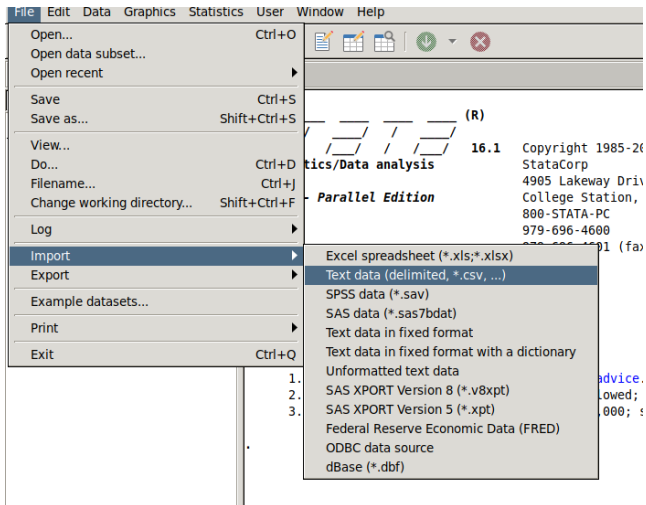 File Edit Data Graphics Statistics User Window Help
Open... Ctrl+O
Open data subset...
Open recent
Save Ctrl+S
Save as... Shift+Ctrl+S
View...
Do... Ctrl+D
Filename... Ctrl+J
Change working directory... Shift+Ctrl+F
Log
Import
Export
Example datasets...
Print
Exit Ctrl+Q
Excel spreadsheet (*.xls;*.xlsx)
Text data (delimited, *.csv, ...)
SPSS data (*.sav)
SAS data (*.sas7bdat)
Text data in fixed format
Text data in fixed format with a dictionary
Unformatted text data
SAS XPORT Version 8 (*.v8xpt)
SAS XPORT Version 5 (*.xpt)
Federal Reserve Economic Data (FRED)
ODBC data source
dBase (*.dbf)
(R)
16.1 Copyright 1985-20
tics/Data analysis StataCorp
4905 Lakeway Driv
- Parallel Edition College Station,
800-STATA-PC
979-696-4600
979-696-4601 (fax
1. advice.
2. owed;
3. ,000; s
.